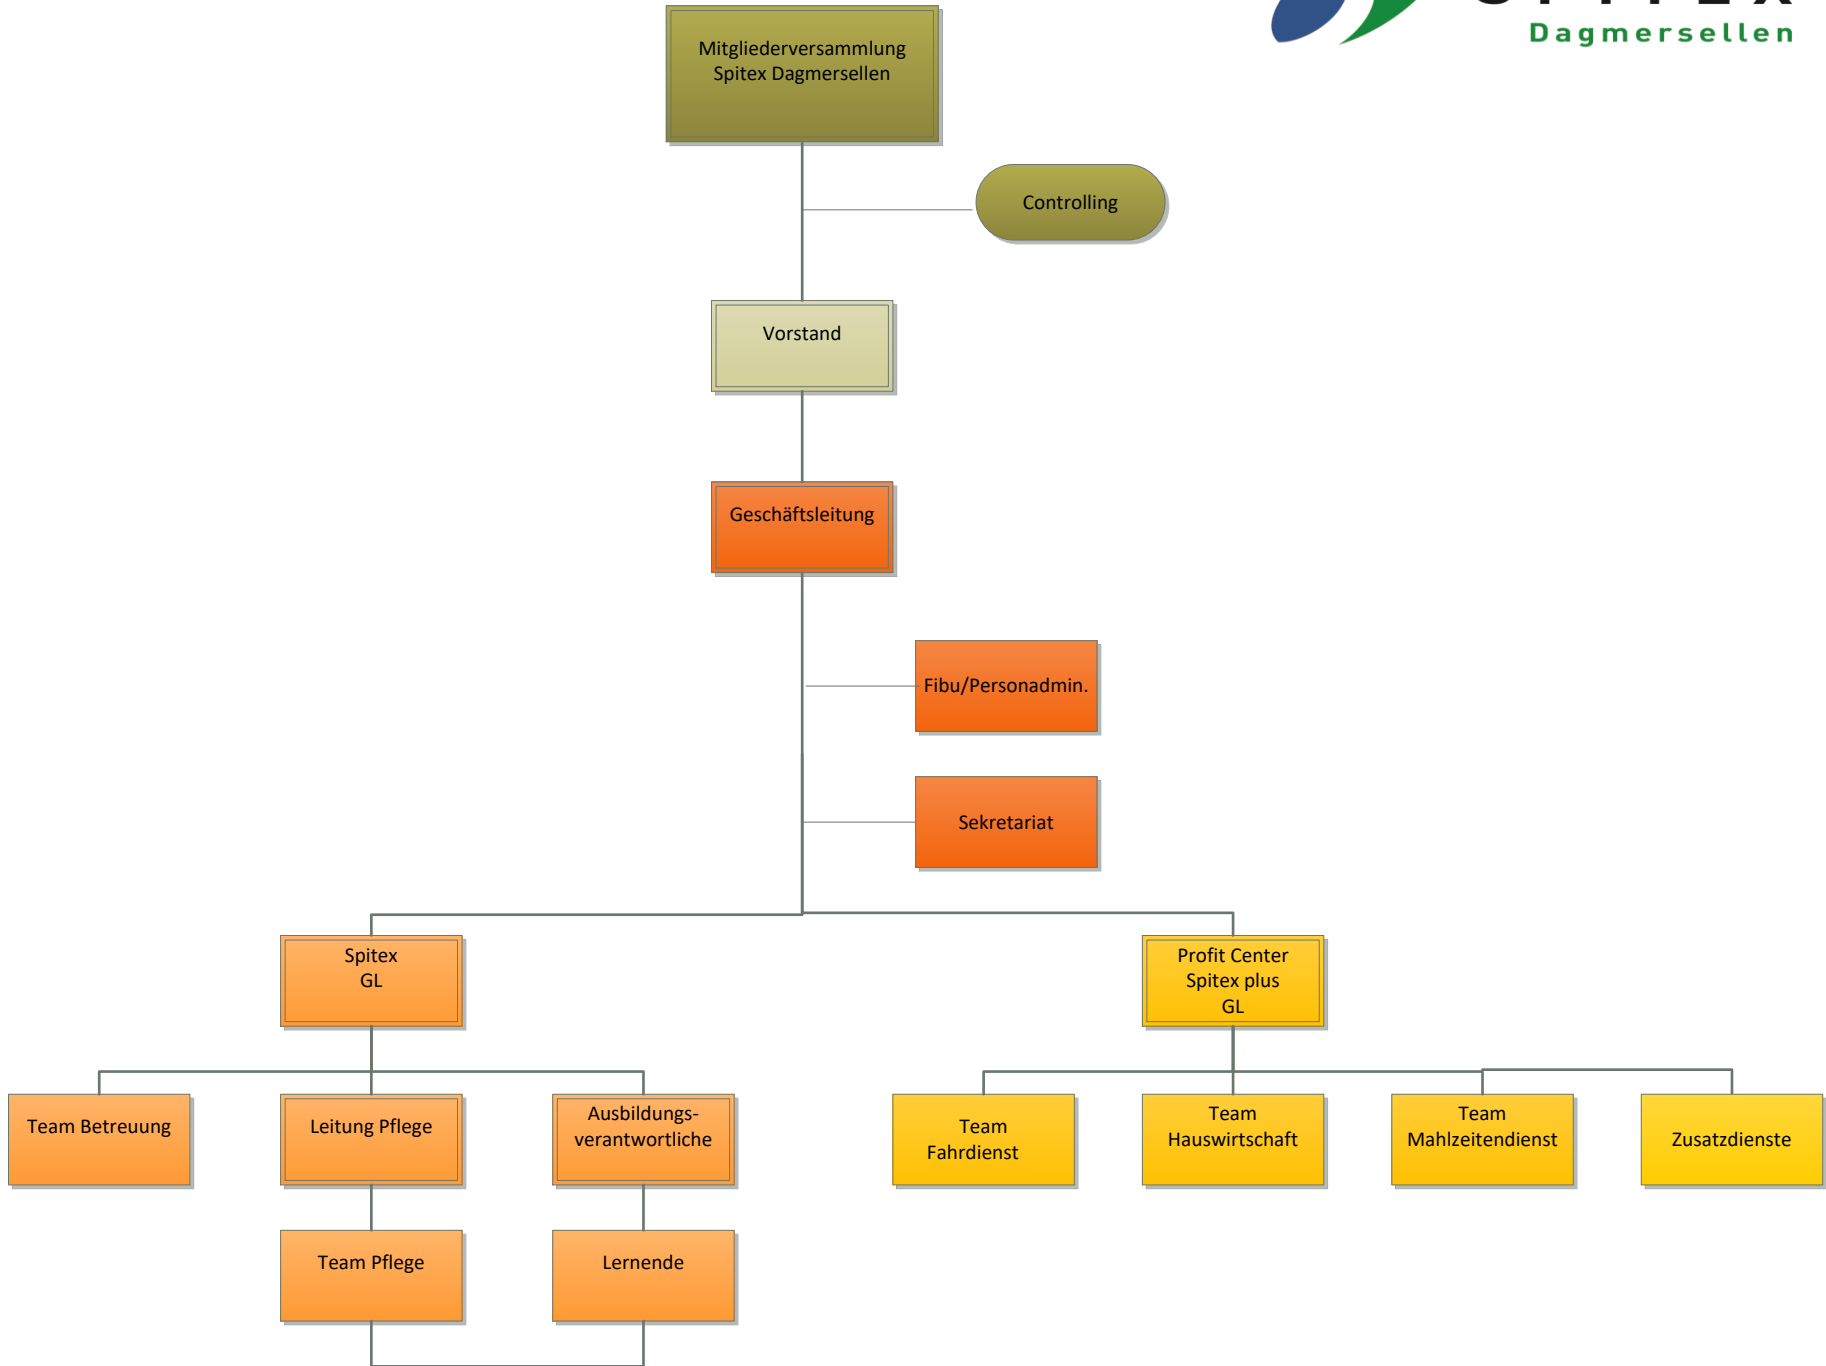 Dagmersellen
Mitgliederversammlung
Spitex Dagmersellen
Controlling
Vorstand
Geschäftsleitung
Fibu/Personadmin.
Sekretariat
Spitex
GL
Profit Center
Spitex plus
GL
Team Betreuung
Leitung Pflege
Ausbildungs-
verantwortliche
Team
Fahrdienst
Team
Hauswirtschaft
Team
Mahlzeitendienst
Zusatzdienste
Team Pflege
Lernende